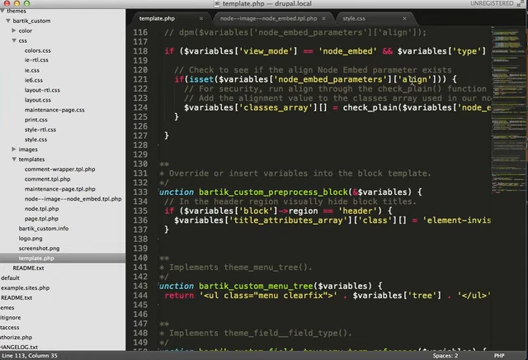 template.php — drupal.local
UNREGISTERED
themes
bartik_custom
color
css
colors.css
ie-rtl.css
ie.css
ie6.css
layout-rtl.css
layout.css
maintenance-page.css
print.css
style-rtl.css
style.css
images
templates
comment-wrapper.tpl.php
comment.tpl.php
maintenance-page.tpl.php
node---image--node_embed.tpl.php
node.tpl.php
page.tpl.php
bartik_custom.info
logo.png
screenshot.png
template.php
README.txt
default
example.sites.php
README.txt
emes
itignore
taccess
uthorize.php
HANGELOG.txt
template.php
node--image--node_embed.tpl.php
style.css
116 // dpm($variables['node_embed_parameters']['align']);
117
118 if ($variables['view_mode'] == 'node_embed' && $variables['type']
119
120 // Check to see if the align Node Embed parameter exists
121 if(isset($variables['node_embed_parameters']['align'])) {
122 // For security, run align through the check_plain() function
123 // Add the alignment value to the classes array used in our no
124 $variables['classes_array'][] = check_plain($variables['node_e
125 }
126
127 }
128
129
130 **
131 * Override or insert variables into the block template.
132 */
133 unction bartik_custom_preprocess_block(&$variables) {
134 // In the header region visually hide block titles.
135 if ($variables['block']->region == 'header') {
136 $variables['title_attributes_array']['class'][] = 'element-invis
137 }
138
139
140 **
141 * Implements theme_menu_tree().
142 */
143 unction bartik_custom_menu_tree($variables) {
144 return '<ul class="menu clearfix">' . $variables['tree'] . '</ul>'
145
146
147 **
148 * Implements theme_field__field_type().
149 */
Line 113, Column 35
Spaces: 2
PHP